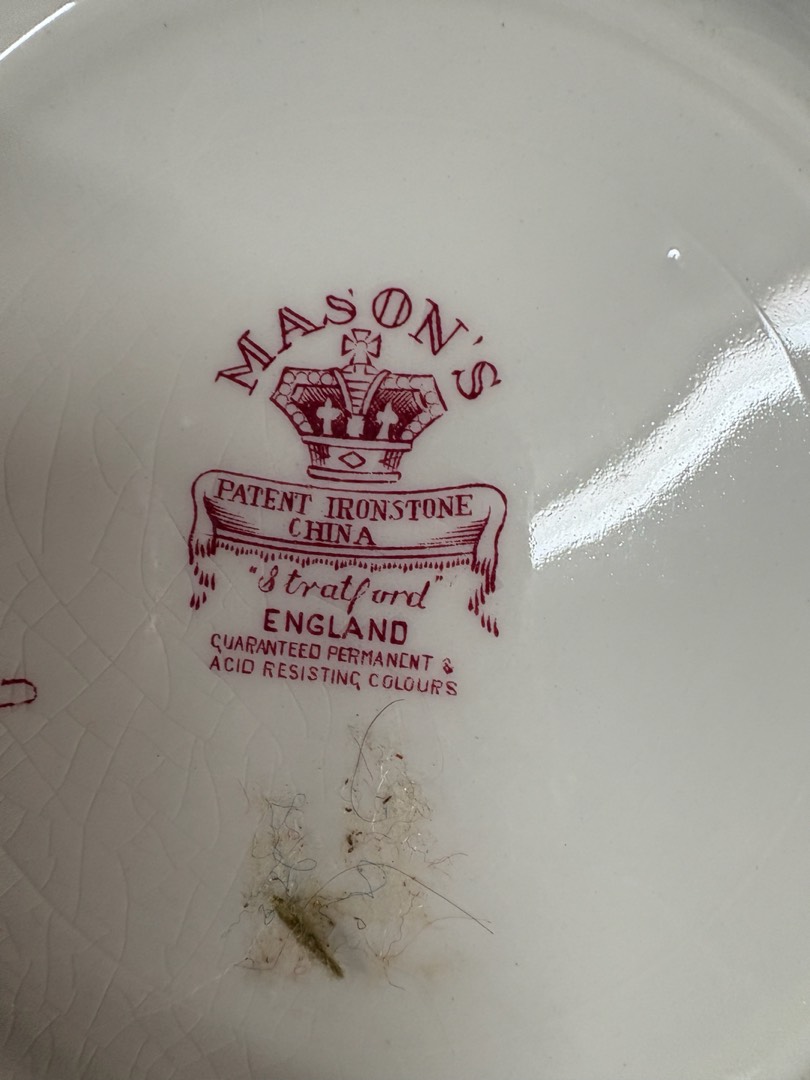 MASON'S
PATENT IRONSTONE
CHINA
"Stratford"
ENGLAND
GUARANTEED PERMANENT &
ACID RESISTING COLOURS